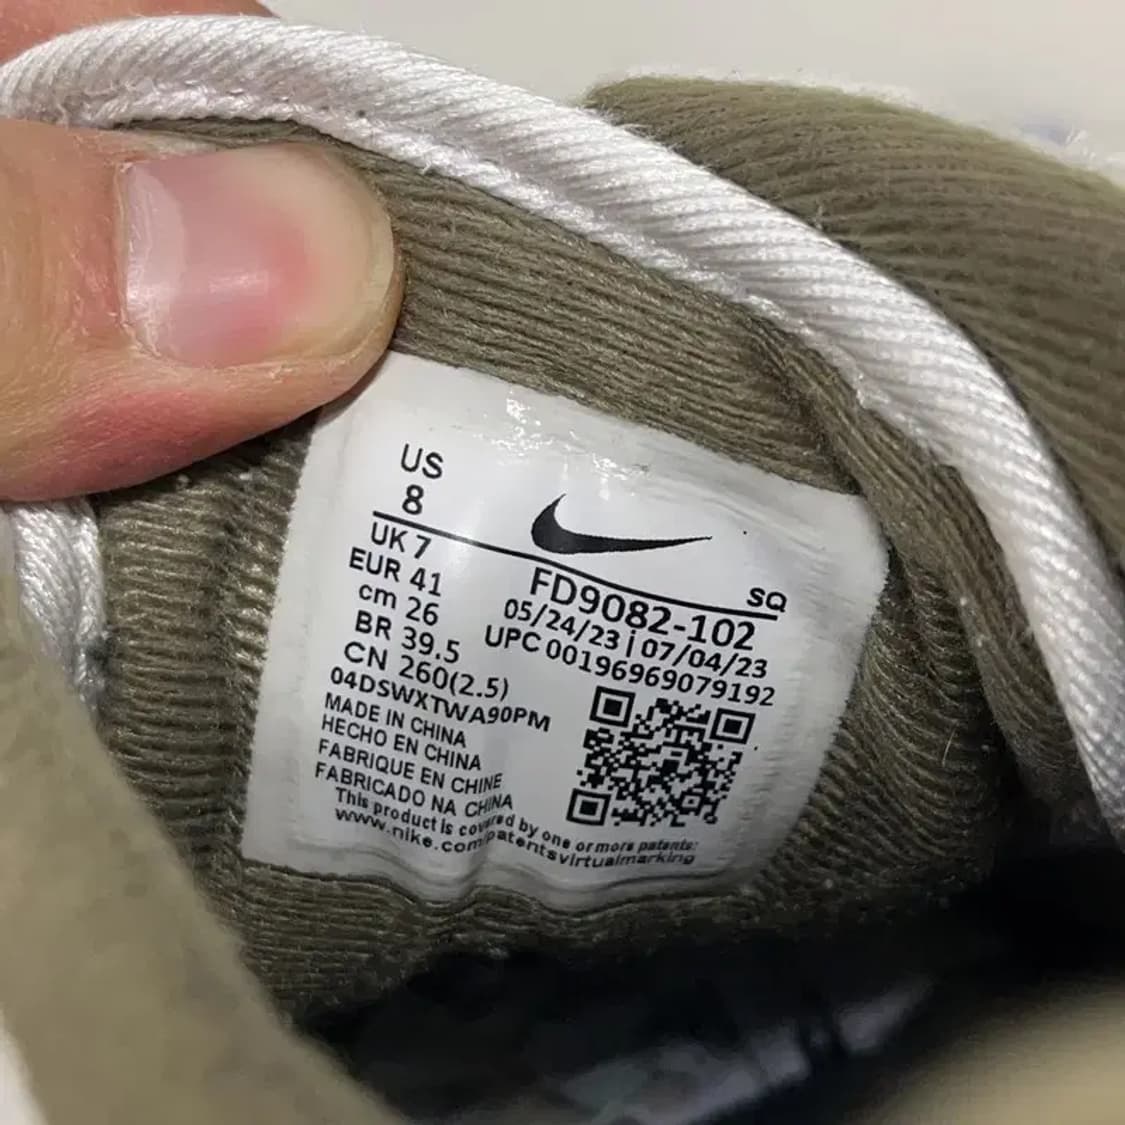 US
8
UK 7
EUR 41
cm 26
BR 39.5
CN 260(2.5)
04DSWXTWA90PM
MADE IN CHINA
HECHO EN CHINA
FABRIQUE EN CHINE
FABRICADO NA CHINA
This product is covered by one or more patents:
www.nike.com/patentsvirtualmarking
SQ
FD9082-102
05/24/23 | 07/04/23
UPC 00196969079192